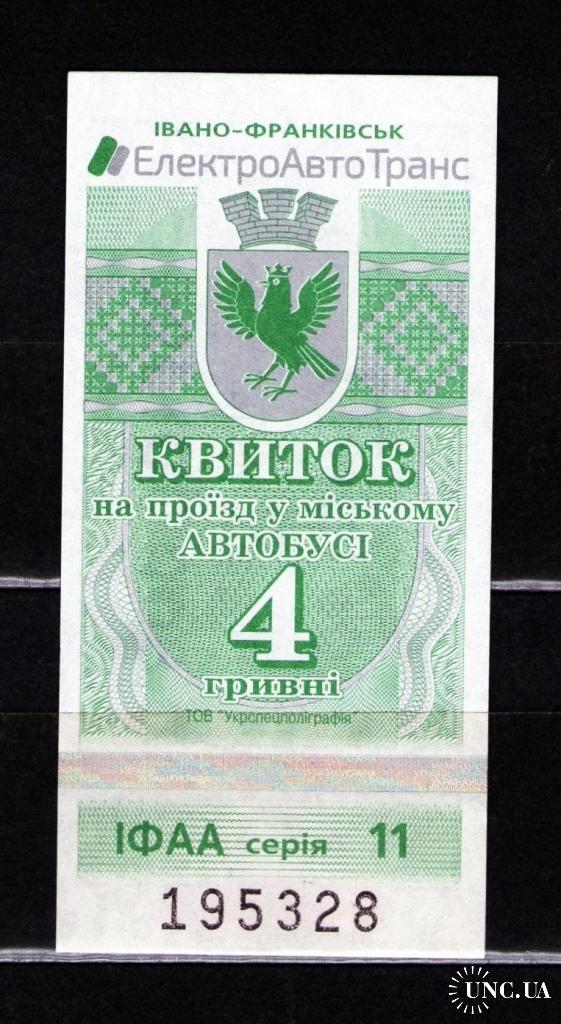 ІВАНО-ФРАНКІВСЬК
ЕлектроАвтоТранс
КВИТОК
на проїзд у міському
АВТОБУСІ
4
гривні
ТОВ "Укрспецполіграфія"
ІФАА серія 11
195328
UNC.UA